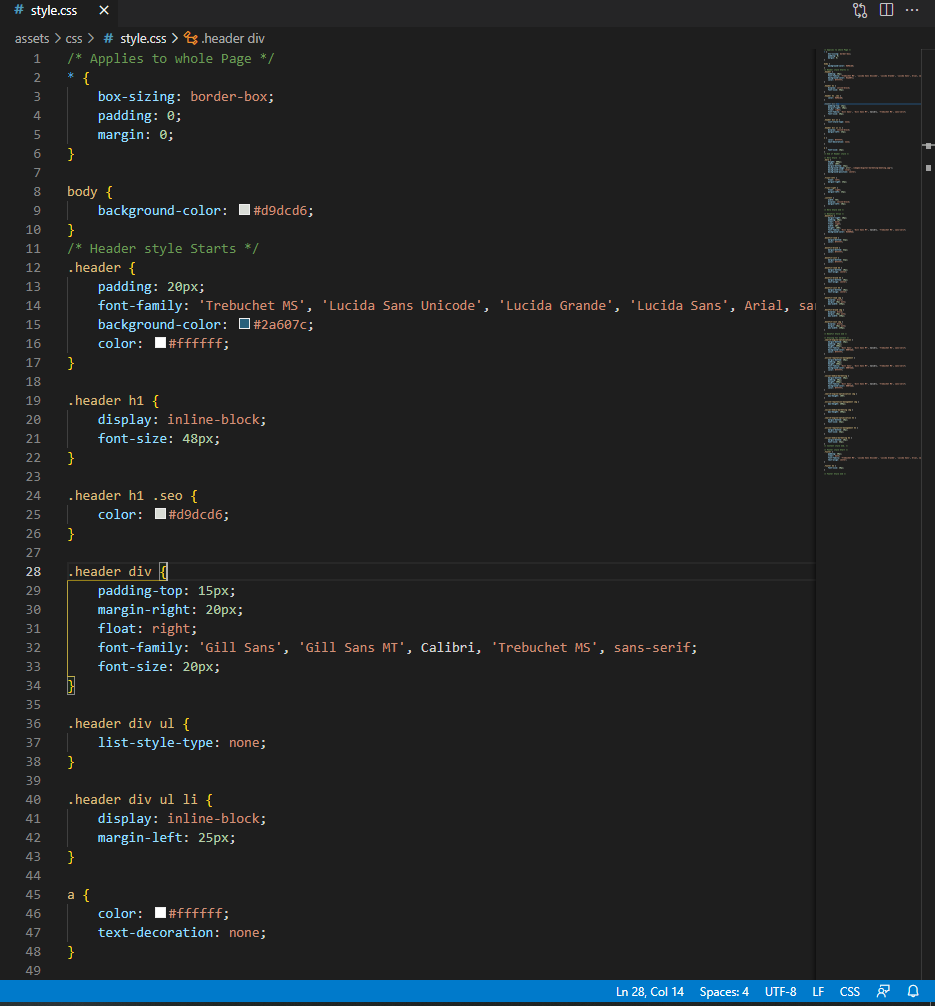 # style.css ×
assets > css > # style.css > .header div
1 /* Applies to whole Page */
2 * {
3     box-sizing: border-box;
4     padding: 0;
5     margin: 0;
6 }
7
8 body {
9     background-color: #d9dcd6;
10 }
11 /* Header style Starts */
12 .header {
13     padding: 20px;
14     font-family: 'Trebuchet MS', 'Lucida Sans Unicode', 'Lucida Grande', 'Lucida Sans', Arial,
15     background-color: #2a607c;
16     color: #ffffff;
17 }
18
19 .header h1 {
20     display: inline-block;
21     font-size: 48px;
22 }
23
24 .header h1 .seo {
25     color: #d9dcd6;
26 }
27
28 .header div {
29     padding-top: 15px;
30     margin-right: 20px;
31     float: right;
32     font-family: 'Gill Sans', 'Gill Sans MT', Calibri, 'Trebuchet MS', sans-serif;
33     font-size: 20px;
34 }
35
36 .header div ul {
37     list-style-type: none;
38 }
39
40 .header div ul li {
41     display: inline-block;
42     margin-left: 25px;
43 }
44
45 a {
46     color: #ffffff;
47     text-decoration: none;
48 }
49
Ln 28, Col 14 Spaces: 4 UTF-8 LF CSS